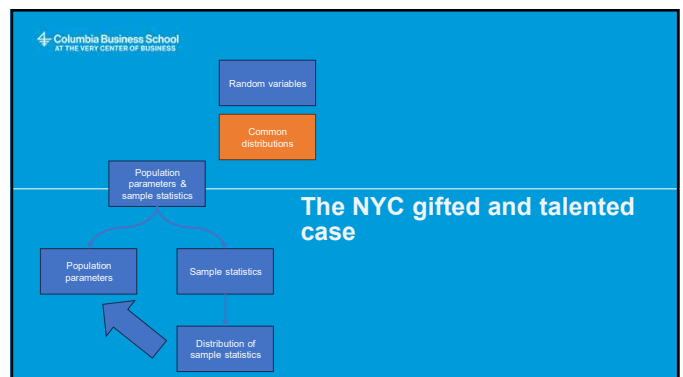 Columbia Business School
AT THE VERY CENTER OF BUSINESS
Random variables
Common
distributions
Population
parameters &
sample statistics
The NYC gifted and talented
case
Population
parameters
Sample statistics
Distribution of
sample statistics